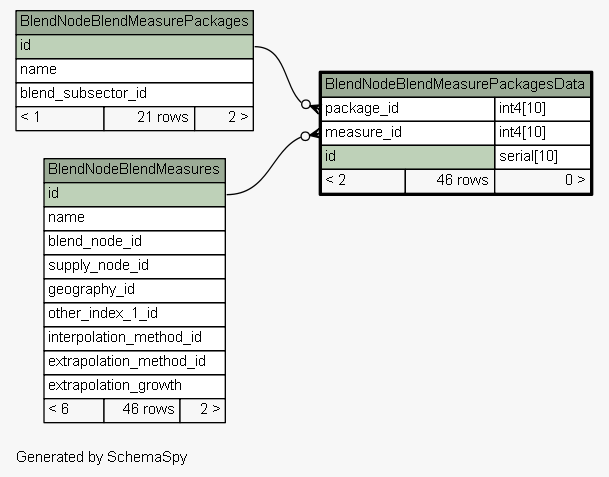 BlendNodeBlendMeasurePackages
id
name
blend_subsector_id
< 1 21 rows 2 >
BlendNodeBlendMeasurePackagesData
package_id int4[10]
measure_id int4[10]
id serial[10]
< 2 46 rows 0 >
BlendNodeBlendMeasures
id
name
blend_node_id
supply_node_id
geography_id
other_index_1_id
interpolation_method_id
extrapolation_method_id
extrapolation_growth
< 6 46 rows 2 >
Generated by SchemaSpy